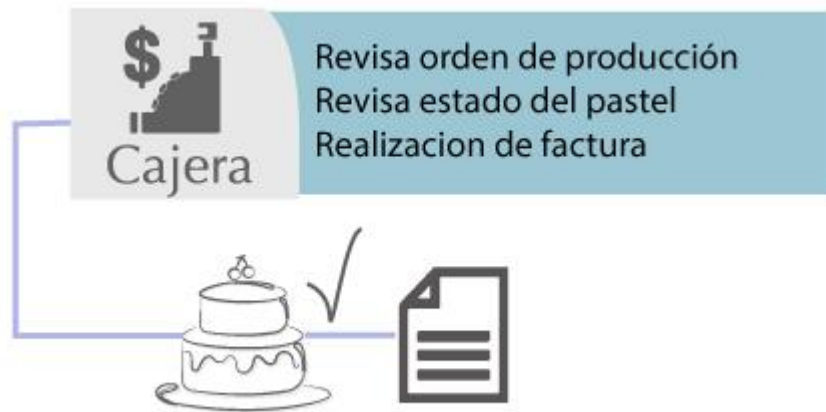 $
Cajera
Revisa orden de producción
Revisa estado del pastel
Realizacion de factura